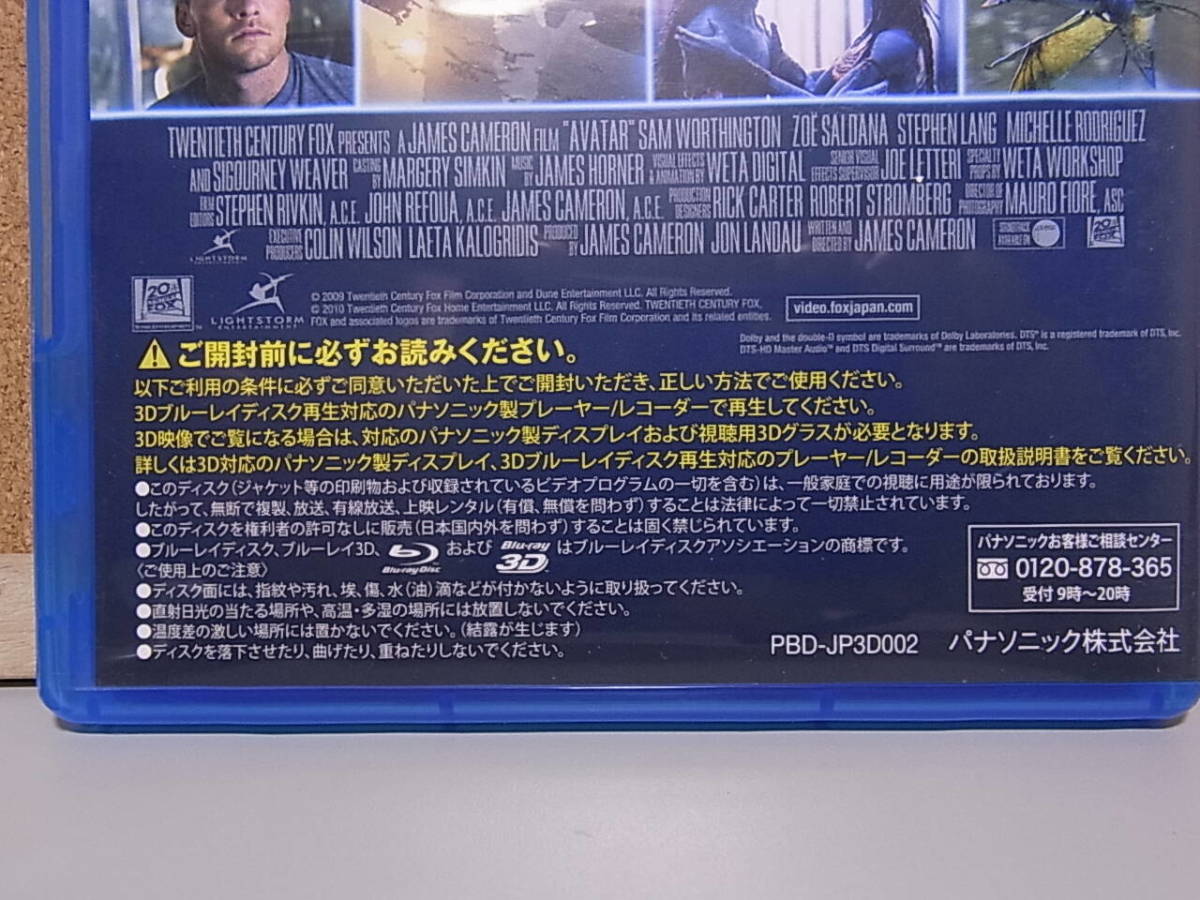 TWENTIETH CENTURY FOX PRESENTS A JAMES CAMERON FILM "AVATAR" SAM WORTHINGTON ZOË SALDANA STEPHEN LANG MICHELLE RODRIGUEZ
AND SIGOURNEY WEAVER CASTING BY MARGERY SIMKIN MUSIC BY JAMES HORNER VISUAL EFFECTS & ANIMATION BY WETA DIGITAL SENIOR VISUAL EFFECTS SUPERVISOR JOE LETTERI SPECIALTY PROPS BY WETA WORKSHOP
FILM EDITORS STEPHEN RIVKIN, A.C.E. JOHN REFOUA, A.C.E. JAMES CAMERON, A.C.E. PRODUCTION DESIGNERS RICK CARTER ROBERT STROMBERG DIRECTOR OF PHOTOGRAPHY MAURO FIORE, ASC
EXECUTIVE PRODUCERS COLIN WILSON LAETA KALOGRIDIS PRODUCED BY JAMES CAMERON JON LANDAU WRITTEN AND DIRECTED BY JAMES CAMERON SOUNDTRACK AVAILABLE ON
LIGHTSTORM
20th CENTURY FOX
LIGHTSTORM
ENTERTAINMENT
© 2009 Twentieth Century Fox Film Corporation and Dune Entertainment LLC. All Rights Reserved.
© 2010 Twentieth Century Fox Home Entertainment LLC. All Rights Reserved. TWENTIETH CENTURY FOX,
FOX and associated logos are trademarks of Twentieth Century Fox Film Corporation and its related entities.
video.foxjapan.com
Dolby and the double-D symbol are trademarks of Dolby Laboratories. DTS® is a registered trademark of DTS, Inc.
DTS-HD Master Audio™ and DTS Digital Surround™ are trademarks of DTS, Inc.
ご開封前に必ずお読みください。
以下ご利用の条件に必ずご同意いただいた上でご開封いただき、正しい方法でご使用ください。
3Dブルーレイディスク再生対応のパナソニック製プレーヤー/レコーダーで再生してください。
3D映像でご覧になる場合は、対応のパナソニック製ディスプレイおよび視聴用3Dグラスが必要となります。
詳しくは3D対応のパナソニック製ディスプレイ、3Dブルーレイディスク再生対応のプレーヤー/レコーダーの取扱説明書をご覧ください。
●このディスク(ジャケット等の印刷物および収録されているビデオプログラムの一切を含む)は、一般家庭での視聴に用途が限られております。
したがって、無断で複製、放送、有線放送、上映レンタル(有償、無償を問わず)することは法律によって一切禁止されています。
●このディスクを権利者の許可なしに販売(日本国内外を問わず)することは固く禁じられています。
●ブルーレイディスク、ブルーレイ3D、 Blu-ray Disc および Blu-ray 3D はブルーレイディスクアソシエーションの商標です。
〈ご使用上のご注意〉
●ディスク面には、指紋や汚れ、埃、傷、水(油)滴などが付かないように取り扱ってください。
●直射日光の当たる場所や、高温・多湿の場所には放置しないでください。
●温度差の激しい場所には置かないでください。(結露が生じます)
●ディスクを落下させたり、曲げたり、重ねたりしないでください。
パナソニックお客様ご相談センター
0120-878-365
受付 9時〜20時
PBD-JP3D002 パナソニック株式会社